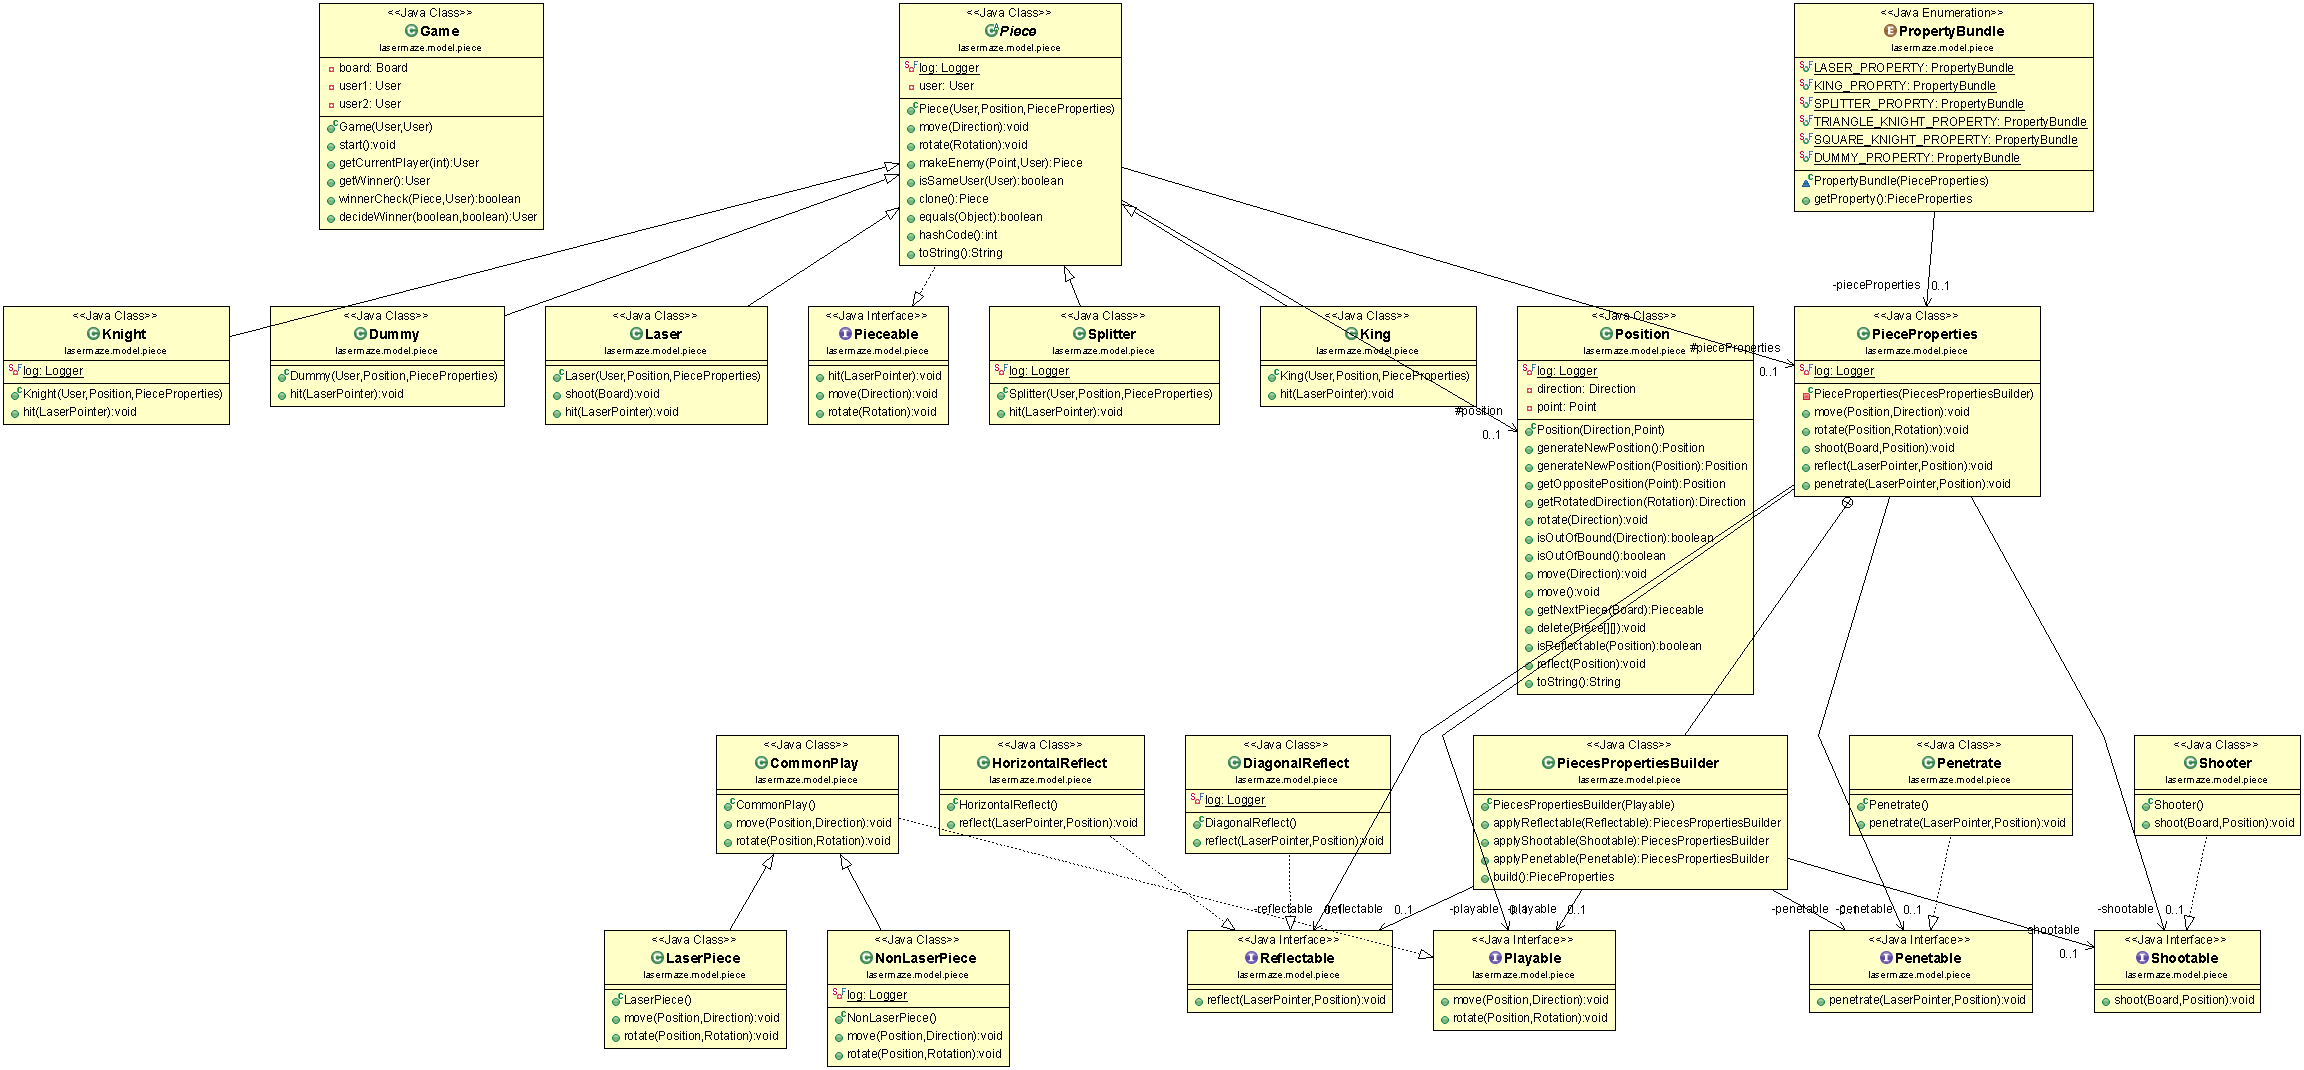 <<Java Class>>
Game
lasermaze.model.piece
board: Board
user1: User
user2: User
Game(User,User)
start():void
getCurrentPlayer(int):User
getWinner():User
winnerCheck(Piece,User):boolean
decideWinner(boolean,boolean):User
<<Java Class>>
Piece
lasermaze.model.piece
log: Logger
user: User
Piece(User,Position,PieceProperties)
move(Direction):void
rotate(Rotation):void
makeEnemy(Point,User):Piece
isSameUser(User):boolean
clone():Piece
equals(Object):boolean
hashCode():int
toString():String
<<Java Enumeration>>
PropertyBundle
lasermaze.model.piece
LASER_PROPERTY: PropertyBundle
KING_PROPRTY: PropertyBundle
SPLITTER_PROPRTY: PropertyBundle
TRIANGLE_KNIGHT_PROPERTY: PropertyBundle
SQUARE_KNIGHT_PROPERTY: PropertyBundle
DUMMY_PROPERTY: PropertyBundle
PropertyBundle(PieceProperties)
getProperty():PieceProperties
-pieceProperties 0..1
<<Java Class>>
Knight
lasermaze.model.piece
log: Logger
Knight(User,Position,PieceProperties)
hit(LaserPointer):void
<<Java Class>>
Dummy
lasermaze.model.piece
Dummy(User,Position,PieceProperties)
hit(LaserPointer):void
<<Java Class>>
Laser
lasermaze.model.piece
Laser(User,Position,PieceProperties)
shoot(Board):void
hit(LaserPointer):void
<<Java Interface>>
Pieceable
lasermaze.model.piece
hit(LaserPointer):void
move(Direction):void
rotate(Rotation):void
<<Java Class>>
Splitter
lasermaze.model.piece
log: Logger
Splitter(User,Position,PieceProperties)
hit(LaserPointer):void
<<Java Class>>
King
lasermaze.model.piece
King(User,Position,PieceProperties)
hit(LaserPointer):void
#position
0..1
<<Java Class>>
Position
lasermaze.model.piece
log: Logger
direction: Direction
point: Point
Position(Direction,Point)
generateNewPosition():Position
generateNewPosition(Position):Position
getOppositePosition(Point):Position
getRotatedDirection(Rotation):Direction
rotate(Direction):void
isOutOfBound(Direction):boolean
isOutOfBound():boolean
move(Direction):void
move():void
getNextPiece(Board):Pieceable
delete(Piece[][]):void
isReflectable(Position):boolean
reflect(Position):void
toString():String
#pieceProperties
0..1
<<Java Class>>
PieceProperties
lasermaze.model.piece
log: Logger
PieceProperties(PiecesPropertiesBuilder)
move(Position,Direction):void
rotate(Position,Rotation):void
shoot(Board,Position):void
reflect(LaserPointer,Position):void
penetrate(LaserPointer,Position):void
<<Java Class>>
CommonPlay
lasermaze.model.piece
CommonPlay()
move(Position,Direction):void
rotate(Position,Rotation):void
<<Java Class>>
HorizontalReflect
lasermaze.model.piece
HorizontalReflect()
reflect(LaserPointer,Position):void
<<Java Class>>
DiagonalReflect
lasermaze.model.piece
log: Logger
DiagonalReflect()
reflect(LaserPointer,Position):void
<<Java Class>>
PiecesPropertiesBuilder
lasermaze.model.piece
PiecesPropertiesBuilder(Playable)
applyReflectable(Reflectable):PiecesPropertiesBuilder
applyShootable(Shootable):PiecesPropertiesBuilder
applyPenetable(Penetable):PiecesPropertiesBuilder
build():PieceProperties
<<Java Class>>
Penetrate
lasermaze.model.piece
Penetrate()
penetrate(LaserPointer,Position):void
<<Java Class>>
Shooter
lasermaze.model.piece
Shooter()
shoot(Board,Position):void
-reflectable 0..1
-playable 0..1
-penetable 0..1
-shootable 0..1
0..1
<<Java Class>>
LaserPiece
lasermaze.model.piece
LaserPiece()
move(Position,Direction):void
rotate(Position,Rotation):void
<<Java Class>>
NonLaserPiece
lasermaze.model.piece
log: Logger
NonLaserPiece()
move(Position,Direction):void
rotate(Position,Rotation):void
<<Java Interface>>
Reflectable
lasermaze.model.piece
reflect(LaserPointer,Position):void
<<Java Interface>>
Playable
lasermaze.model.piece
move(Position,Direction):void
rotate(Position,Rotation):void
<<Java Interface>>
Penetable
lasermaze.model.piece
penetrate(LaserPointer,Position):void
<<Java Interface>>
Shootable
lasermaze.model.piece
shoot(Board,Position):void